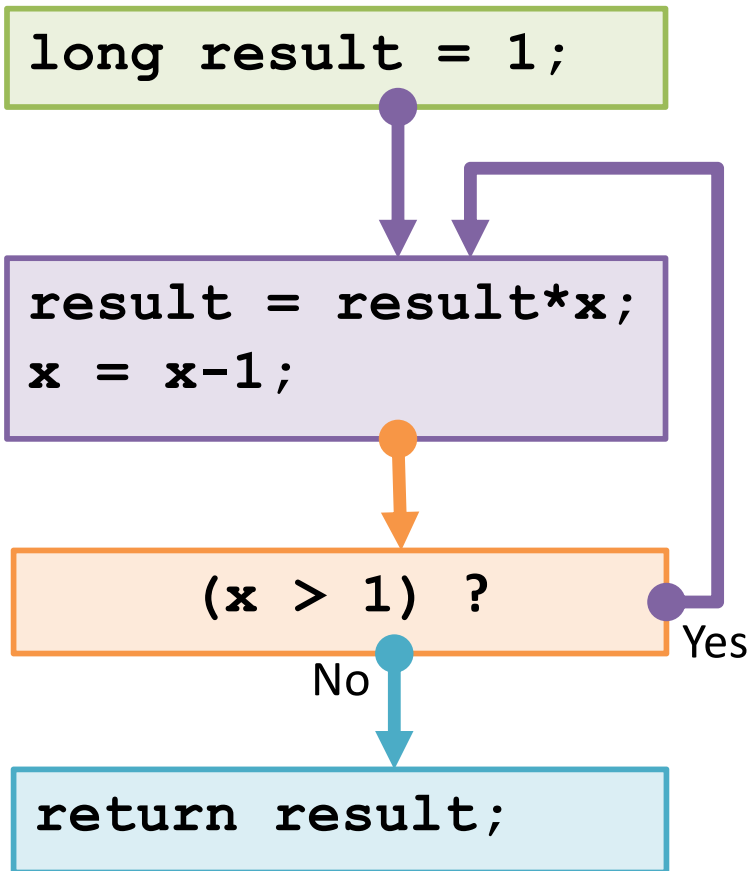 long result = 1;
result = result*x;
x = x-1;
(x > 1) ?
Yes
No
return result;